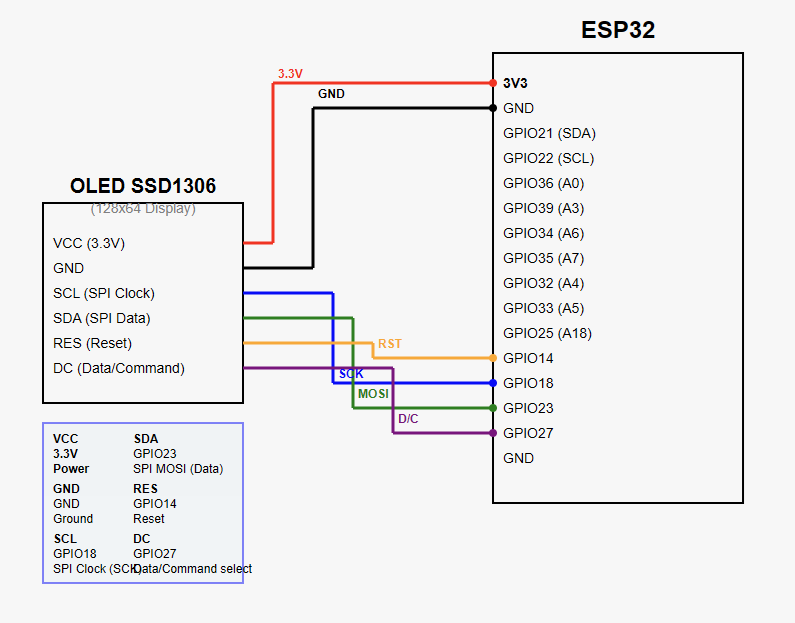 ESP32
3.3V
GND
3V3
GND
GPIO21 (SDA)
GPIO22 (SCL)
GPIO36 (A0)
GPIO39 (A3)
GPIO34 (A6)
GPIO35 (A7)
GPIO32 (A4)
GPIO33 (A5)
GPIO25 (A18)
GPIO14
GPIO18
GPIO23
GPIO27
GND
OLED SSD1306
(128x64 Display)
VCC (3.3V)
GND
SCL (SPI Clock)
SDA (SPI Data)
RES (Reset)
DC (Data/Command)
RST
SCK
MOSI
D/C
VCC
3.3V
Power
SDA
GPIO23
SPI MOSI (Data)
GND
GND
Ground
RES
GPIO14
Reset
SCL
GPIO18
SPI Clock (SCK)
DC
GPIO27
Data/Command select